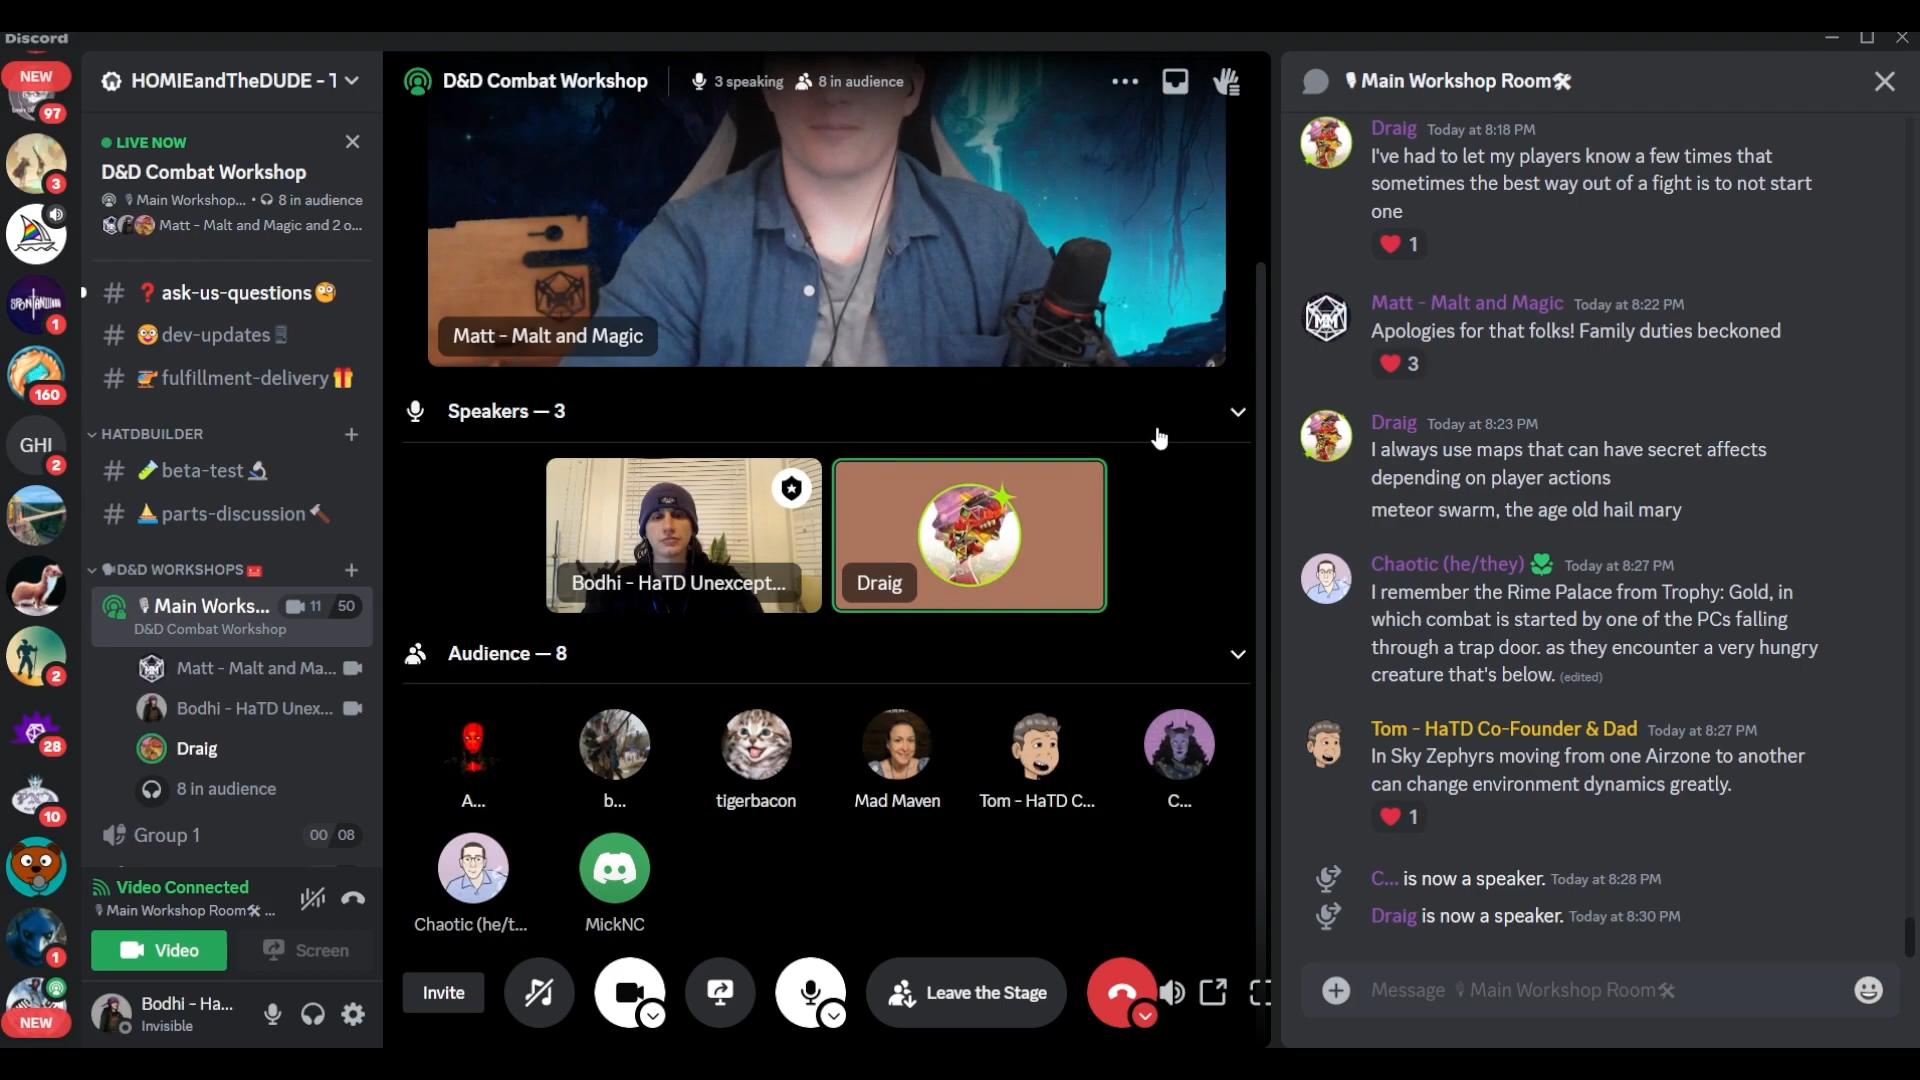 Discord
NEW
97
3
1
160
GHI
2
2
28
10
1
NEW
HOMIEandTheDUDE - T
LIVE NOW
D&D Combat Workshop
Main Workshop... • 8 in audience
Matt - Malt and Magic and 2 o...
# ❓ask-us-questions🧐
# dev-updates
# fulfillment-delivery🎁
HATDBUILDER
# 🧪beta-test🔬
# ⛵parts-discussion🔨
D&D WORKSHOPS
Main Works... 11 50
D&D Combat Workshop
Matt - Malt and Ma...
Bodhi - HaTD Unex...
Draig
8 in audience
Group 1 00 08
Video Connected
Main Workshop Room🛠 ...
Video
Screen
Bodhi - Ha...
Invisible
D&D Combat Workshop
3 speaking 8 in audience
Matt - Malt and Magic
Speakers — 3
Bodhi - HaTD Unexcept...
Draig
Audience — 8
A...
b...
tigerbacon
Mad Maven
Tom - HaTD C...
C...
Chaotic (he/t...
MickNC
Invite
Leave the Stage
Main Workshop Room🛠
Draig Today at 8:18 PM
I've had to let my players know a few times that
sometimes the best way out of a fight is to not start
one
❤️ 1
MM
Matt - Malt and Magic Today at 8:22 PM
Apologies for that folks! Family duties beckoned
❤️ 3
Draig Today at 8:23 PM
I always use maps that can have secret affects
depending on player actions
meteor swarm, the age old hail mary
Chaotic (he/they) Today at 8:27 PM
I remember the Rime Palace from Trophy: Gold, in
which combat is started by one of the PCs falling
through a trap door. as they encounter a very hungry
creature that's below. (edited)
Tom - HaTD Co-Founder & Dad Today at 8:27 PM
In Sky Zephyrs moving from one Airzone to another
can change environment dynamics greatly.
❤️ 1
C... is now a speaker. Today at 8:28 PM
Draig is now a speaker. Today at 8:30 PM
Message Main Workshop Room🛠